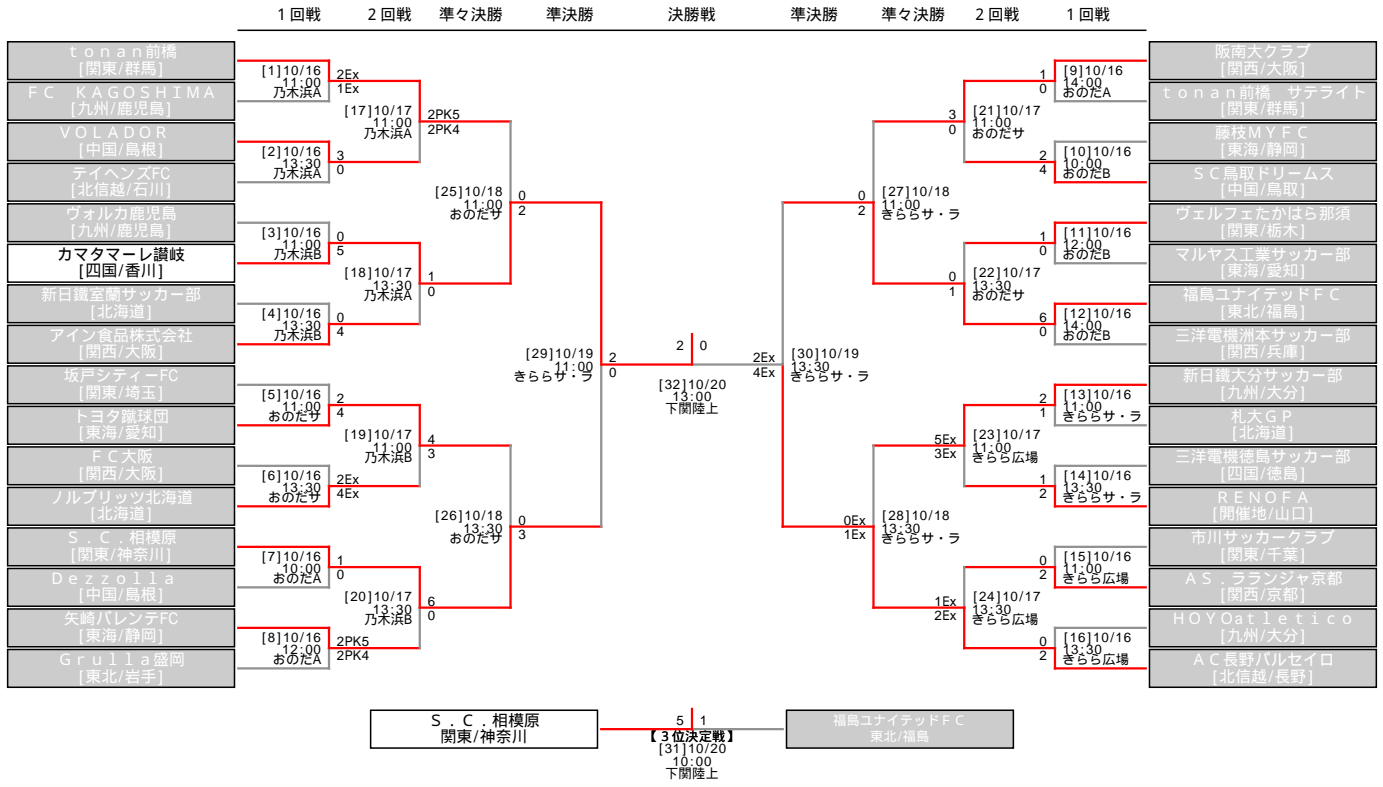 1回戦 2回戦 準々決勝 準決勝 決勝戦 準決勝 準々決勝 2回戦 1回戦
ｔｏｎａｎ前橋
[関東/群馬]
ＦＣ　ＫＡＧＯＳＨＩＭＡ
[九州/鹿児島]
ＶＯＬＡＤＯＲ
[中国/島根]
テイヘンズFC
[北信越/石川]
ヴォルカ鹿児島
[九州/鹿児島]
カマタマーレ讃岐
[四国/香川]
新日鐵室蘭サッカー部
[北海道]
アイン食品株式会社
[関西/大阪]
坂戸シティーFC
[関東/埼玉]
トヨタ蹴球団
[東海/愛知]
ＦＣ大阪
[関西/大阪]
ノルブリッツ北海道
[北海道]
Ｓ．Ｃ．相模原
[関東/神奈川]
Ｄｅｚｚｏｌｌａ
[中国/島根]
矢崎バレンテFC
[東海/静岡]
Ｇｒｕｌｌａ盛岡
[東北/岩手]
[1]10/16
11:00
乃木浜A
2Ex
1Ex
[2]10/16
13:30
乃木浜A
3
0
[3]10/16
11:00
乃木浜B
0
5
[4]10/16
13:30
乃木浜B
0
4
[5]10/16
11:00
おのだサ
2
4
[6]10/16
13:30
おのだサ
2Ex
4Ex
[7]10/16
10:00
おのだA
1
0
[8]10/16
12:00
おのだA
2PK5
2PK4
[17]10/17
11:00
乃木浜A
2PK5
2PK4
[18]10/17
13:30
乃木浜A
1
0
[19]10/17
11:00
乃木浜B
4
3
[20]10/17
13:30
乃木浜B
6
0
[25]10/18
11:00
おのだサ
0
2
[26]10/18
13:30
おのだサ
0
3
[29]10/19
11:00
きららサ・ラ
2
0
2 0
[32]10/20
13:00
下関陸上
2Ex
4Ex
[30]10/19
13:30
きららサ・ラ
0
2
[27]10/18
11:00
きららサ・ラ
0Ex
1Ex
[28]10/18
13:30
きららサ・ラ
3
0
[21]10/17
11:00
おのだサ
0
1
[22]10/17
13:30
おのだサ
5Ex
3Ex
[23]10/17
11:00
きらら広場
1Ex
2Ex
[24]10/17
13:30
きらら広場
1
0
[9]10/16
14:00
おのだA
2
4
[10]10/16
10:00
おのだB
1
0
[11]10/16
12:00
おのだB
6
0
[12]10/16
14:00
おのだB
2
1
[13]10/16
11:00
きららサ・ラ
1
2
[14]10/16
13:30
きららサ・ラ
0
2
[15]10/16
11:00
きらら広場
0
2
[16]10/16
13:30
きらら広場
阪南大クラブ
[関西/大阪]
ｔｏｎａｎ前橋　サテライト
[関東/群馬]
藤枝ＭＹＦＣ
[東海/静岡]
ＳＣ鳥取ドリームス
[中国/鳥取]
ヴェルフェたかはら那須
[関東/栃木]
マルヤス工業サッカー部
[東海/愛知]
福島ユナイテッドＦＣ
[東北/福島]
三洋電機洲本サッカー部
[関西/兵庫]
新日鐵大分サッカー部
[九州/大分]
札大ＧＰ
[北海道]
三洋電機徳島サッカー部
[四国/徳島]
ＲＥＮＯＦＡ
[開催地/山口]
市川サッカークラブ
[関東/千葉]
ＡＳ．ラランジャ京都
[関西/京都]
ＨＯＹＯａｔｌｅｔｉｃｏ
[九州/大分]
ＡＣ長野パルセイロ
[北信越/長野]
Ｓ．Ｃ．相模原
関東/神奈川
5 1
【３位決定戦】
[31]10/20
10:00
下関陸上
福島ユナイテッドＦＣ
東北/福島